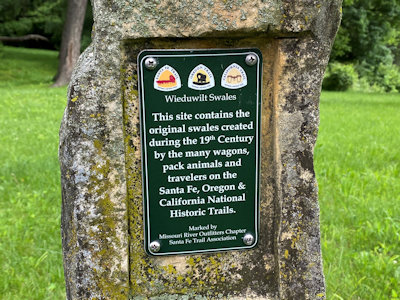 Wieduwilt Swales
This site contains the
original swales created
during the 19th Century
by the many wagons,
pack animals and
travelers on the
Santa Fe, Oregon &
California National
Historic Trails.
Marked by
Missouri River Outfitters Chapter
Santa Fe Trail Association